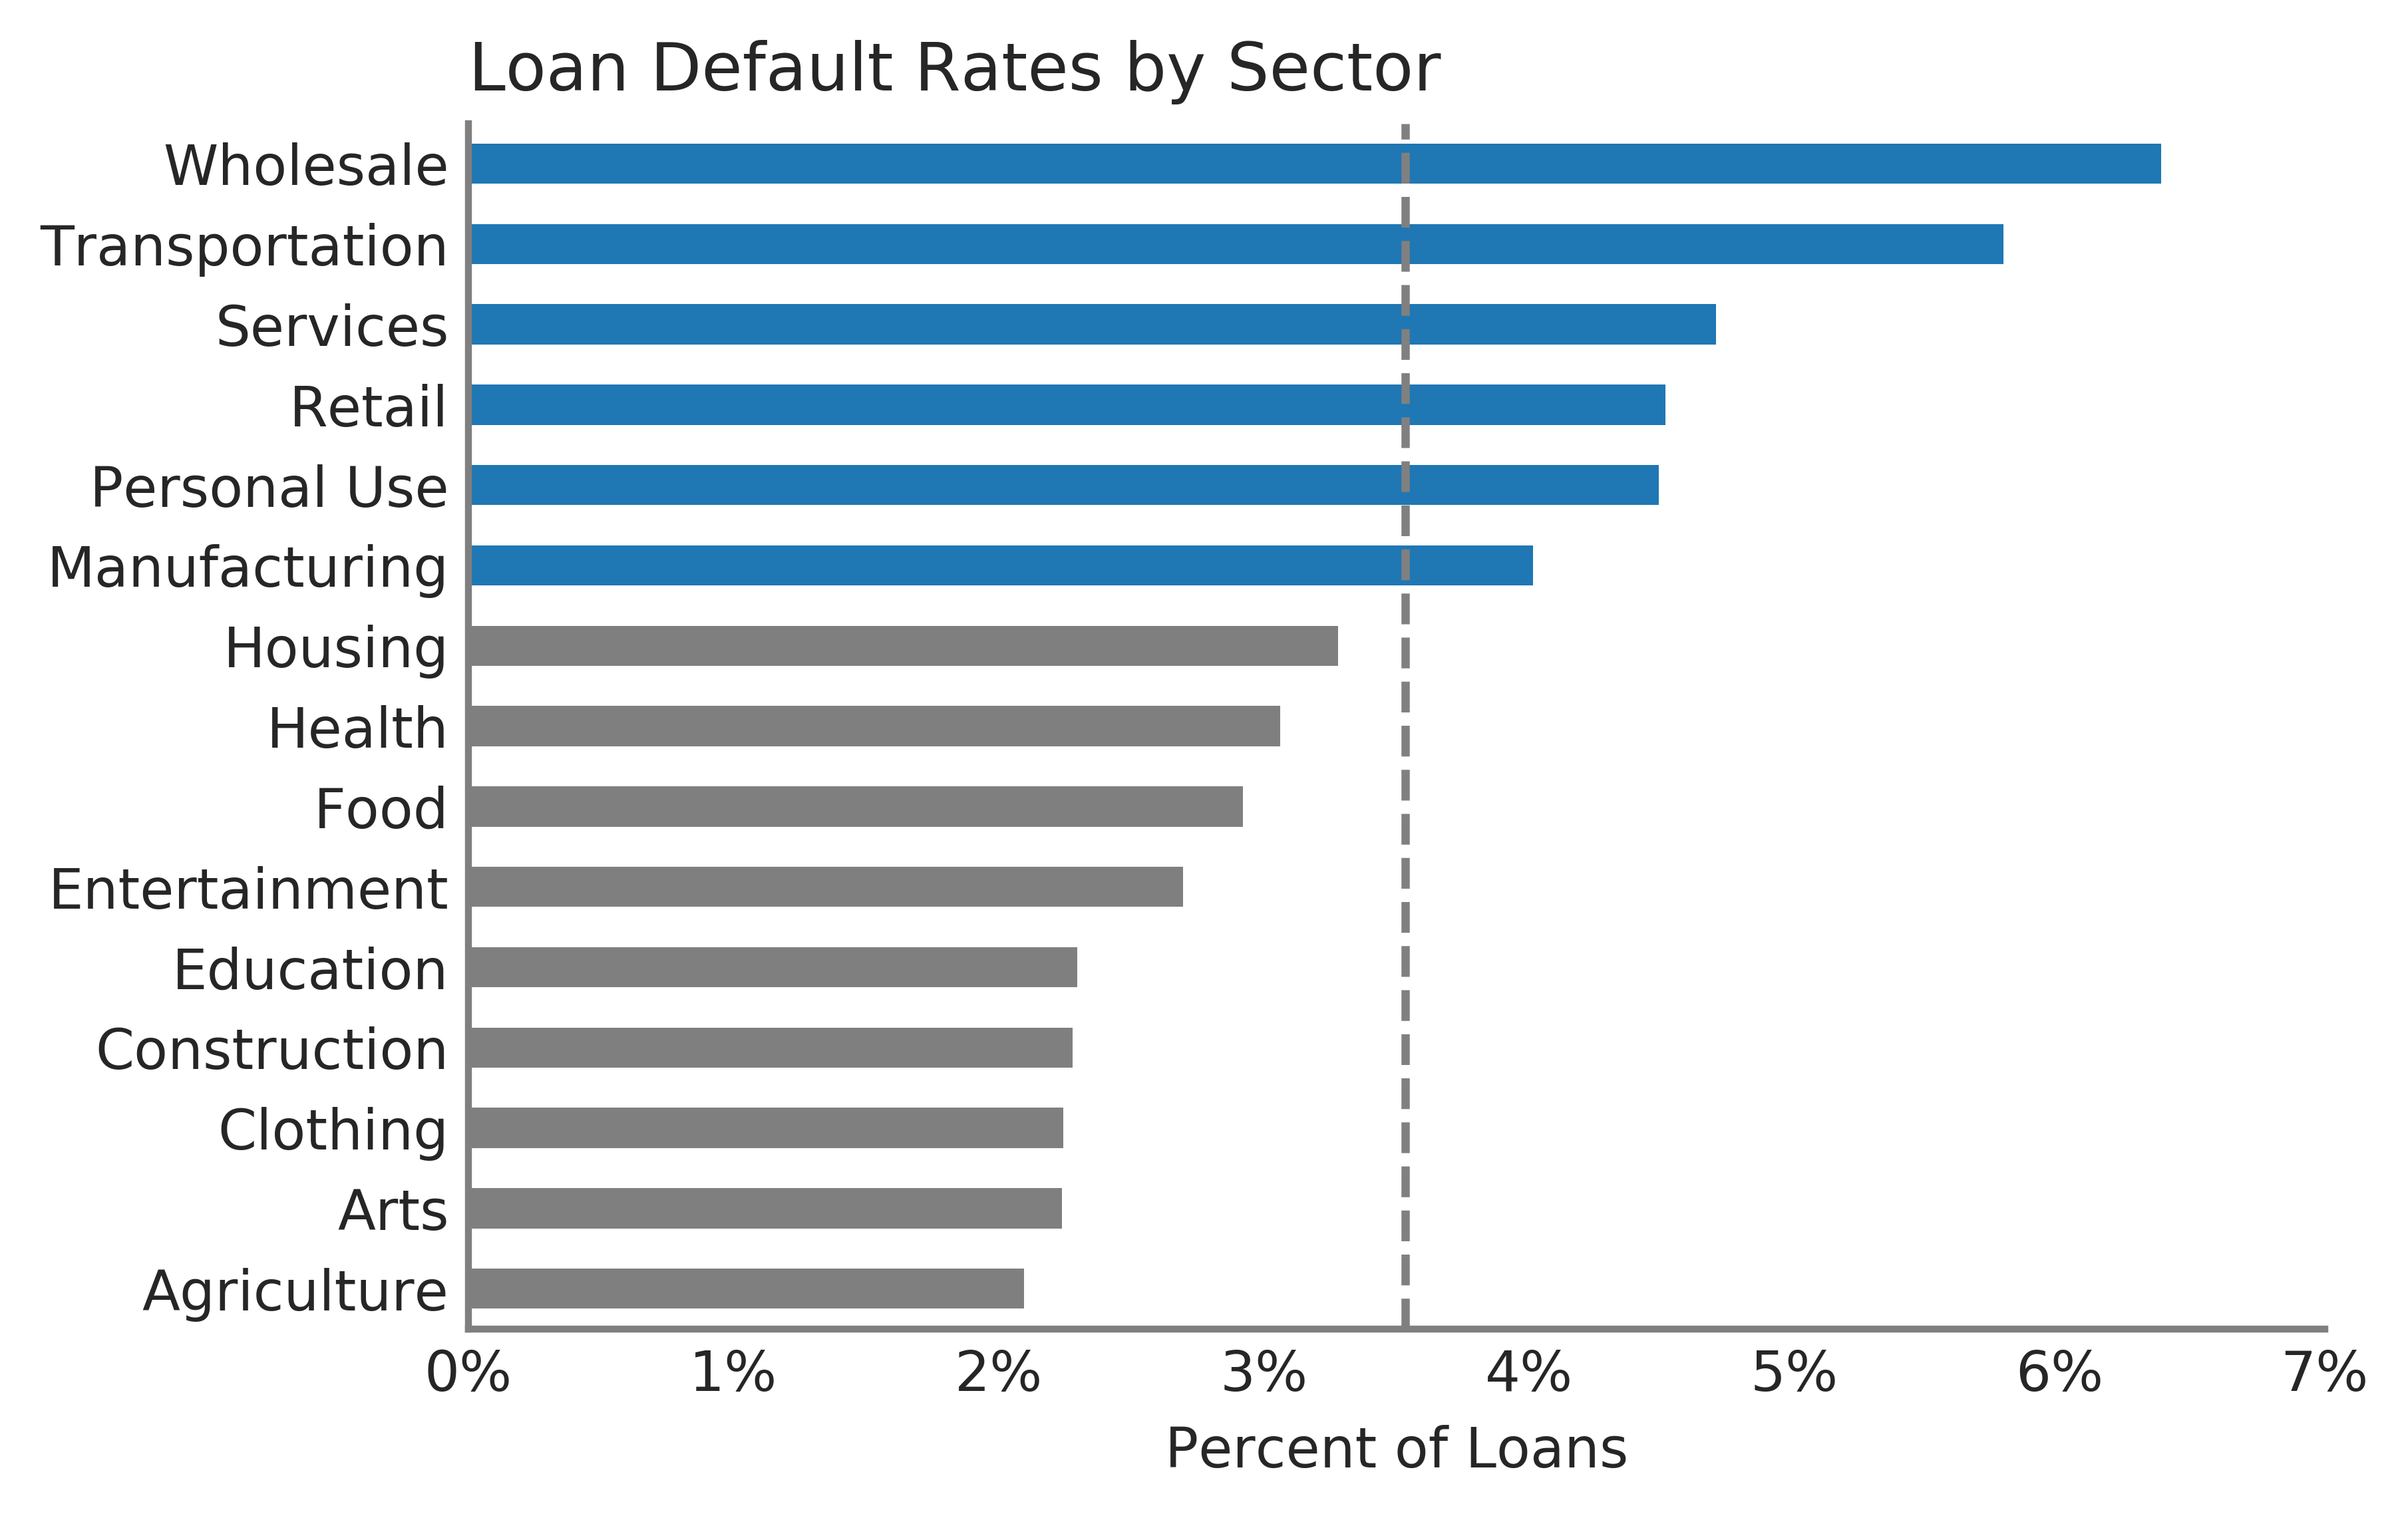 Loan Default Rates by Sector
Wholesale
Transportation
Services
Retail
Personal Use
Manufacturing
Housing
Health
Food
Entertainment
Education
Construction
Clothing
Arts
Agriculture
0% 1% 2% 3% 4% 5% 6% 7%
Percent of Loans